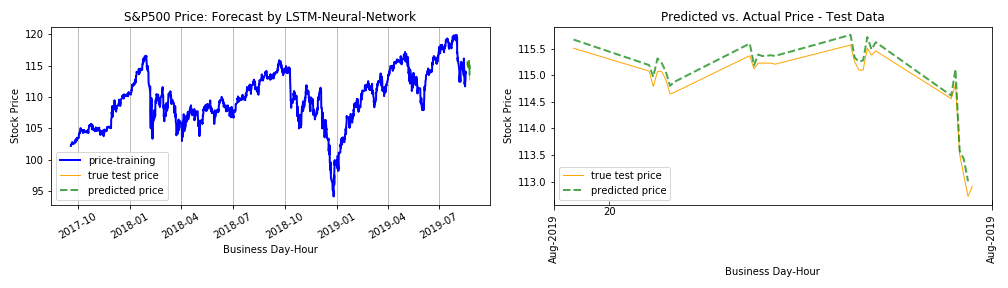 S&P500 Price: Forecast by LSTM-Neural-Network
Stock Price
120
115
110
105
100
95
price-training
true test price
predicted price
2017-10
2018-01
2018-04
2018-07
2018-10
2019-01
2019-04
2019-07
Business Day-Hour
Predicted vs. Actual Price - Test Data
Stock Price
115.5
115.0
114.5
114.0
113.5
113.0
true test price
predicted price
20
Aug-2019
Aug-2019
Business Day-Hour